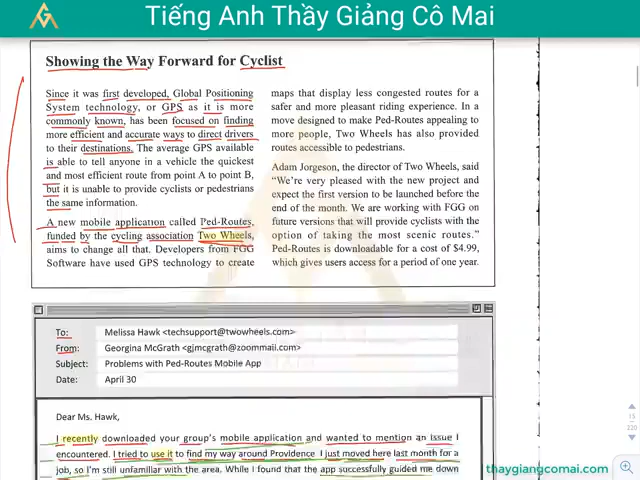 Tiếng Anh Thầy Giảng Cô Mai
Showing the Way Forward for Cyclist
Since it was first developed, Global Positioning
System technology, or GPS as it is more
commonly known, has been focused on finding
more efficient and accurate ways to direct drivers
to their destinations. The average GPS available
is able to tell anyone in a vehicle the quickest
and most efficient route from point A to point B,
but it is unable to provide cyclists or pedestrians
the same information.
A new mobile application called Ped-Routes,
funded by the cycling association Two Wheels,
aims to change all that. Developers from FGG
Software have used GPS technology to create
maps that display less congested routes for a
safer and more pleasant riding experience. In a
move designed to make Ped-Routes appealing to
more people, Two Wheels has also provided
routes accessible to pedestrians.
Adam Jorgeson, the director of Two Wheels, said
“We’re very pleased with the new project and
expect the first version to be launched before the
end of the month. We are working with FGG on
future versions that will provide cyclists with the
option of taking the most scenic routes.”
Ped-Routes is downloadable for a cost of $4.99,
which gives users access for a period of one year.
To: Melissa Hawk <techsupport@twowheels.com>
From: Georgina McGrath <gjmcgrath@zoommail.com>
Subject: Problems with Ped-Routes Mobile App
Date: April 30
Dear Ms. Hawk,
I recently downloaded your group’s mobile application and wanted to mention an issue I
encountered. I tried to use it to find my way around Providence. I just moved here last month for a
job, so I’m still unfamiliar with the area. While I found that the app successfully guided me down
15
220
thaygiangcomai.com